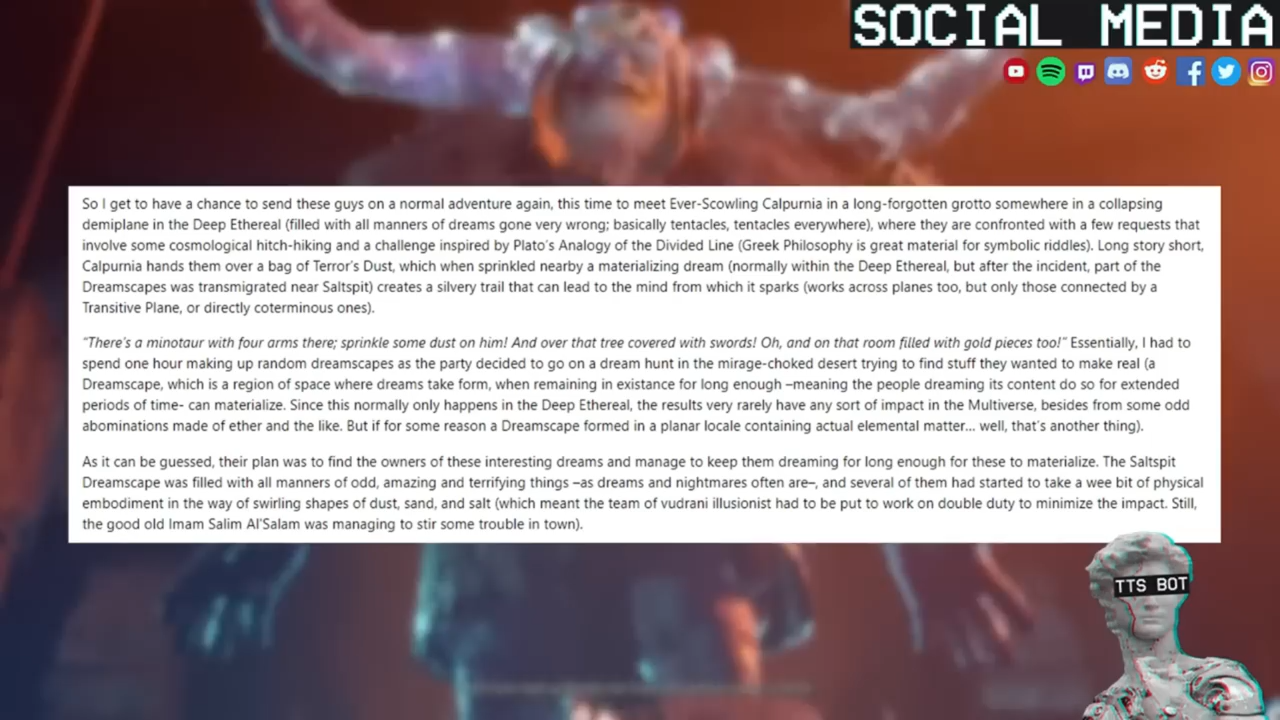 SOCIAL MEDIA
So I get to have a chance to send these guys on a normal adventure again, this time to meet Ever-Scowling Calpurnia in a long-forgotten grotto somewhere in a collapsing
demiplane in the Deep Ethereal (filled with all manners of dreams gone very wrong; basically tentacles, tentacles everywhere), where they are confronted with a few requests that
involve some cosmological hitch-hiking and a challenge inspired by Plato's Analogy of the Divided Line (Greek Philosophy is great material for symbolic riddles). Long story short,
Calpurnia hands them over a bag of Terror's Dust, which when sprinkled nearby a materializing dream (normally within the Deep Ethereal, but after the incident, part of the
Dreamscapes was transmigrated near Saltspit) creates a silvery trail that can lead to the mind from which it sparks (works across planes too, but only those connected by a
Transitive Plane, or directly coterminous ones).
"There's a minotaur with four arms there; sprinkle some dust on him! And over that tree covered with swords! Oh, and on that room filled with gold pieces too!" Essentially, I had to
spend one hour making up random dreamscapes as the party decided to go on a dream hunt in the mirage-choked desert trying to find stuff they wanted to make real (a
Dreamscape, which is a region of space where dreams take form, when remaining in existance for long enough –meaning the people dreaming its content do so for extended
periods of time- can materialize. Since this normally only happens in the Deep Ethereal, the results very rarely have any sort of impact in the Multiverse, besides from some odd
abominations made of ether and the like. But if for some reason a Dreamscape formed in a planar locale containing actual elemental matter... well, that's another thing).
As it can be guessed, their plan was to find the owners of these interesting dreams and manage to keep them dreaming for long enough for these to materialize. The Saltspit
Dreamscape was filled with all manners of odd, amazing and terrifying things –as dreams and nightmares often are–, and several of them had started to take a wee bit of physical
embodiment in the way of swirling shapes of dust, sand, and salt (which meant the team of vudrani illusionist had to be put to work on double duty to minimize the impact. Still,
the good old Imam Salim Al'Salam was managing to stir some trouble in town).
TTS BOT